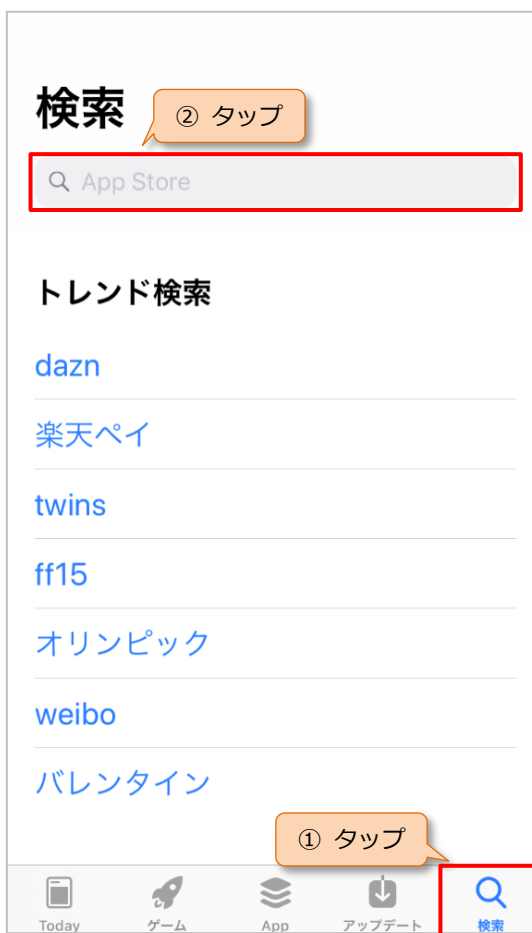 検索
② タップ
App Store
トレンド検索
dazn
楽天ペイ
twins
ff15
オリンピック
weibo
バレンタイン
① タップ
Today ゲーム App アップデート 検索